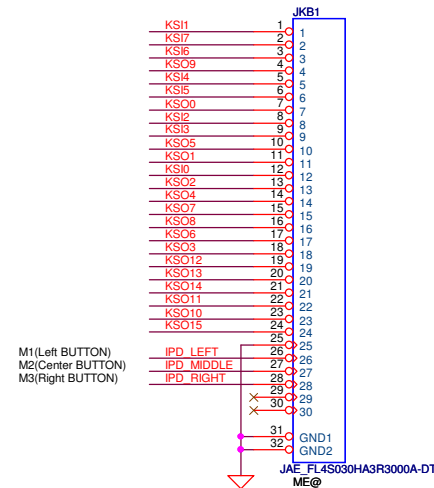 JKB1
KSI1 1 1
KSI7 2 2
KSI6 3 3
KSO9 4 4
KSI4 5 5
KSI5 6 6
KSO0 7 7
KSI2 8 8
KSI3 9 9
KSO5 10 10
KSO1 11 11
KSI0 12 12
KSO2 13 13
KSO4 14 14
KSO7 15 15
KSO8 16 16
KSO6 17 17
KSO3 18 18
KSO12 19 19
KSO13 20 20
KSO14 21 21
KSO11 22 22
KSO10 23 23
KSO15 24 24
25 25
M1(Left BUTTON) IPD_LEFT 26 26
M2(Center BUTTON) IPD_MIDDLE 27 27
M3(Right BUTTON) IPD_RIGHT 28 28
29 29
30 30
31 GND1
32 GND2
JAE_FL4S030HA3R3000A-DT
ME@